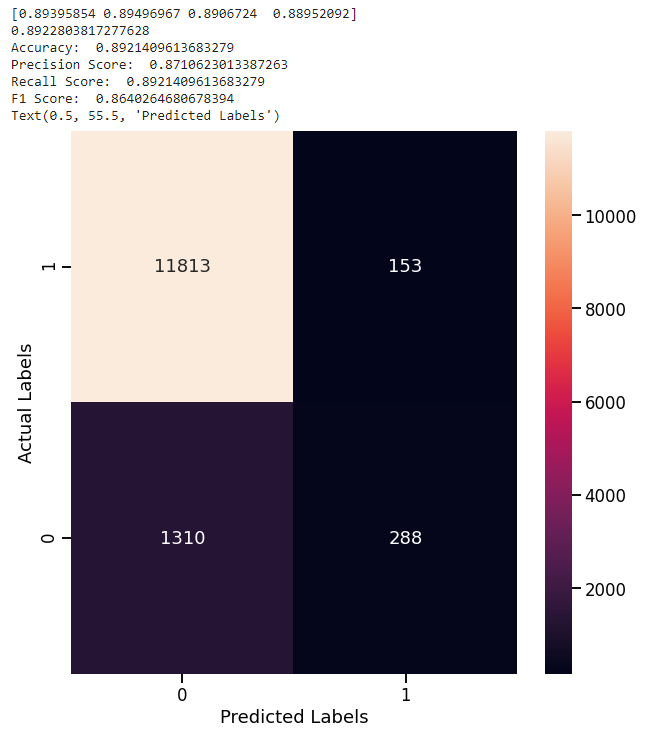 [0.89395854 0.89496967 0.8906724  0.88952092]
0.8922803817277628
Accuracy:  0.8921409613683279
Precision Score:  0.8710623013387263
Recall Score:  0.8921409613683279
F1 Score:  0.8640264680678394
Text(0.5, 55.5, 'Predicted Labels')
10000
11813 153
1
8000
Actual Labels
6000
4000
1310 288
0
2000
0 1
Predicted Labels